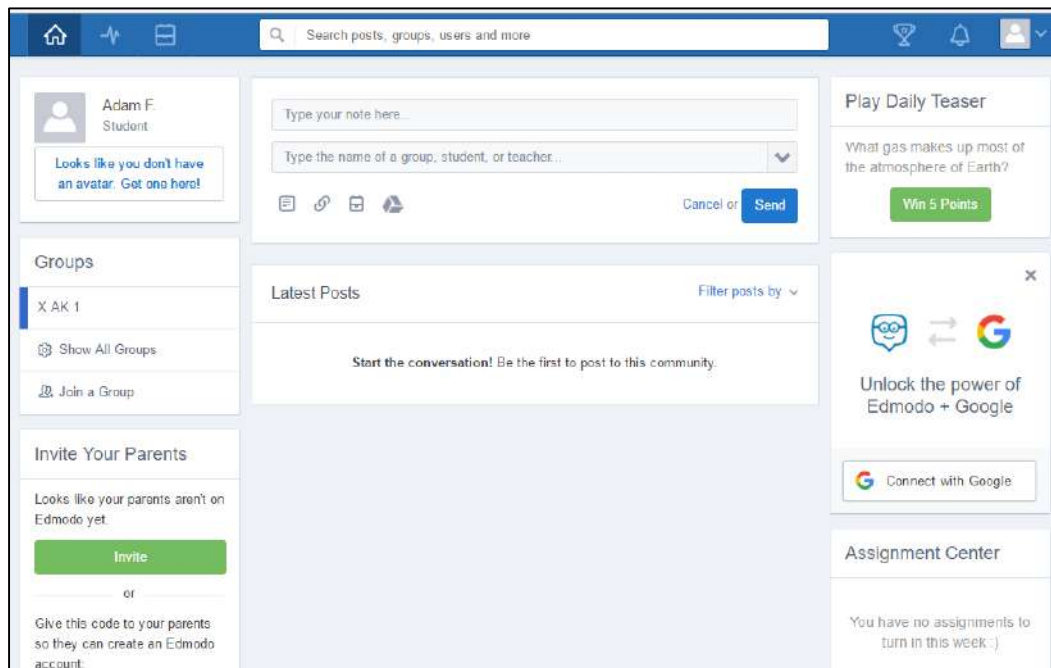 Search posts, groups, users and more
Adam F.
Student
Looks like you don't have
an avatar. Get one here!
Groups
X AK 1
Show All Groups
Join a Group
Invite Your Parents
Looks like your parents aren't on
Edmodo yet.
Invite
or
Give this code to your parents
so they can create an Edmodo
account:
Type your note here...
Type the name of a group, student, or teacher...
Cancel or Send
Latest Posts
Filter posts by
Start the conversation! Be the first to post to this community.
Play Daily Teaser
What gas makes up most of
the atmosphere of Earth?
Win 5 Points
Unlock the power of
Edmodo + Google
Connect with Google
Assignment Center
You have no assignments to
turn in this week :)